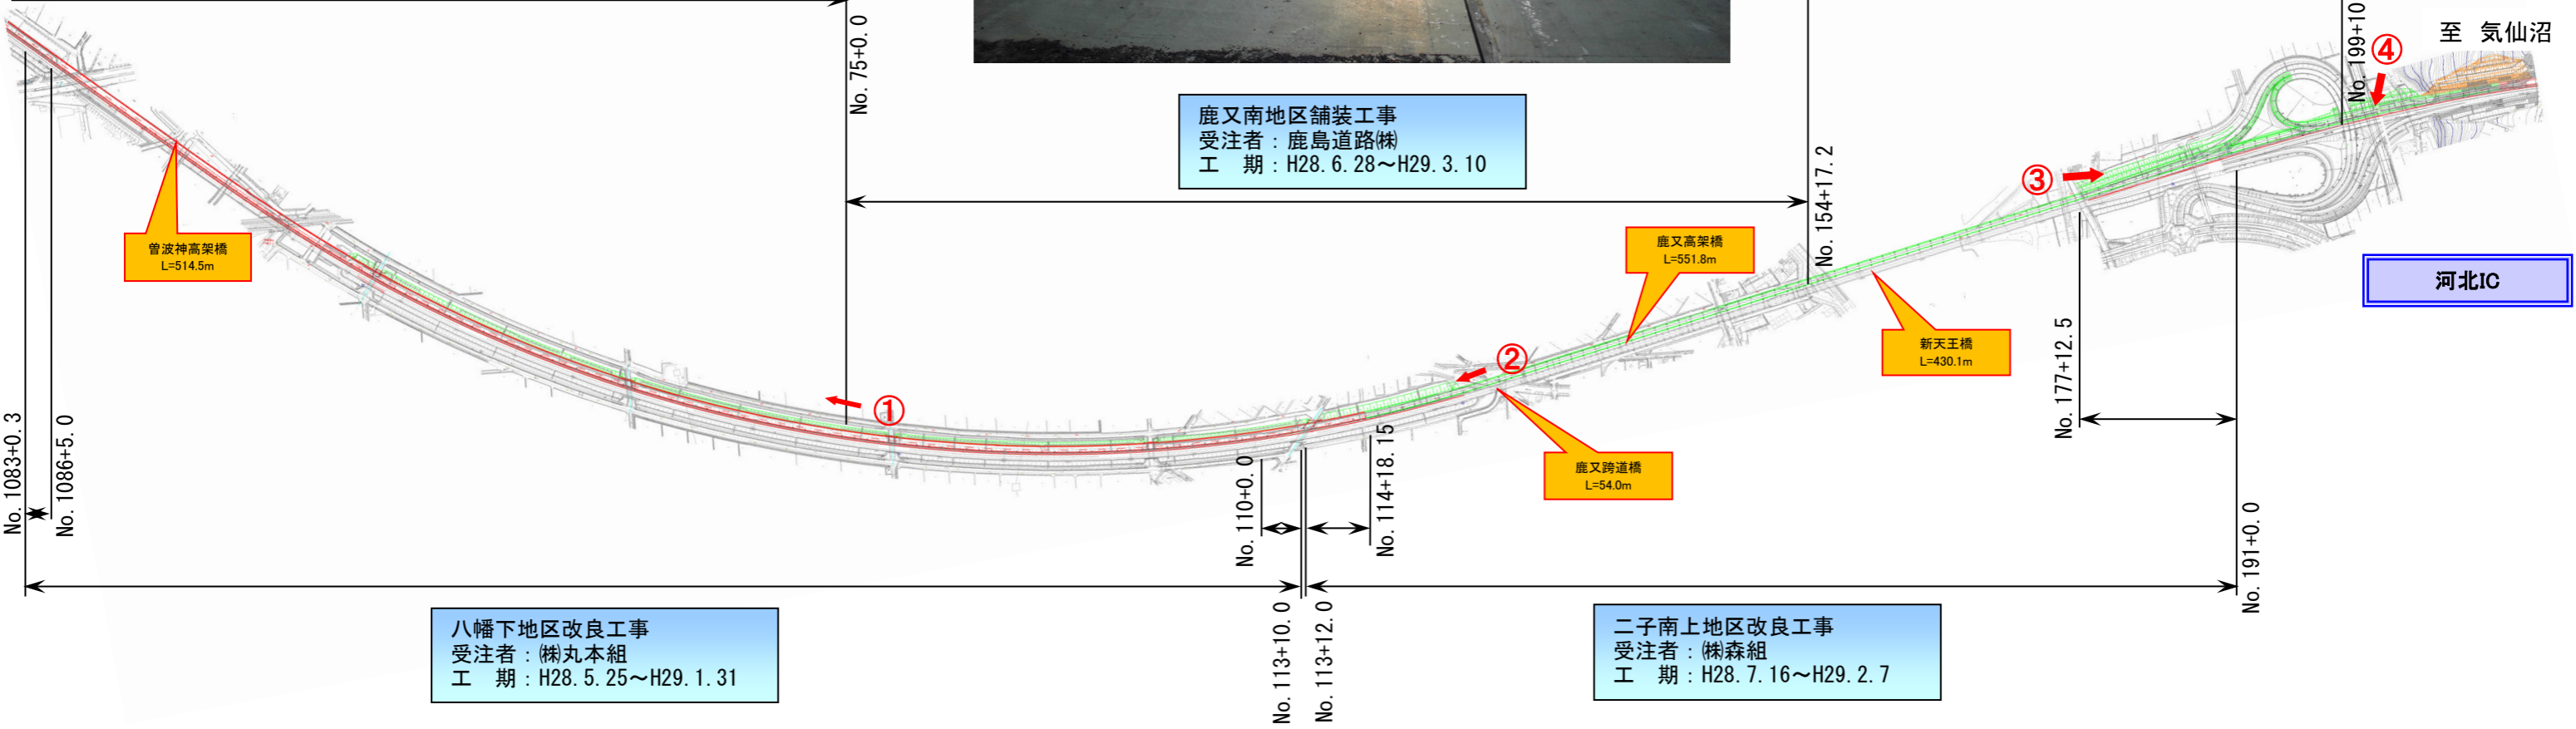 No. 75+0. 0
No. 199+10
至 気仙沼
④
鹿又南地区舗装工事
受注者：鹿島道路㈱
工　期：H28. 6. 28～H29. 3. 10
No. 154+17. 2
③
曽波神高架橋
L=514.5m
鹿又高架橋
L=551.8m
河北IC
新天王橋
L=430.1m
No. 177+12. 5
②
①
鹿又跨道橋
L=54.0m
No. 1083+0. 3
No. 1086+5. 0
No. 110+0. 0
No. 114+18. 15
No. 191+0. 0
No. 113+10. 0
No. 113+12. 0
八幡下地区改良工事
受注者：㈱丸本組
工　期：H28. 5. 25～H29. 1. 31
二子南上地区改良工事
受注者：㈱森組
工　期：H28. 7. 16～H29. 2. 7